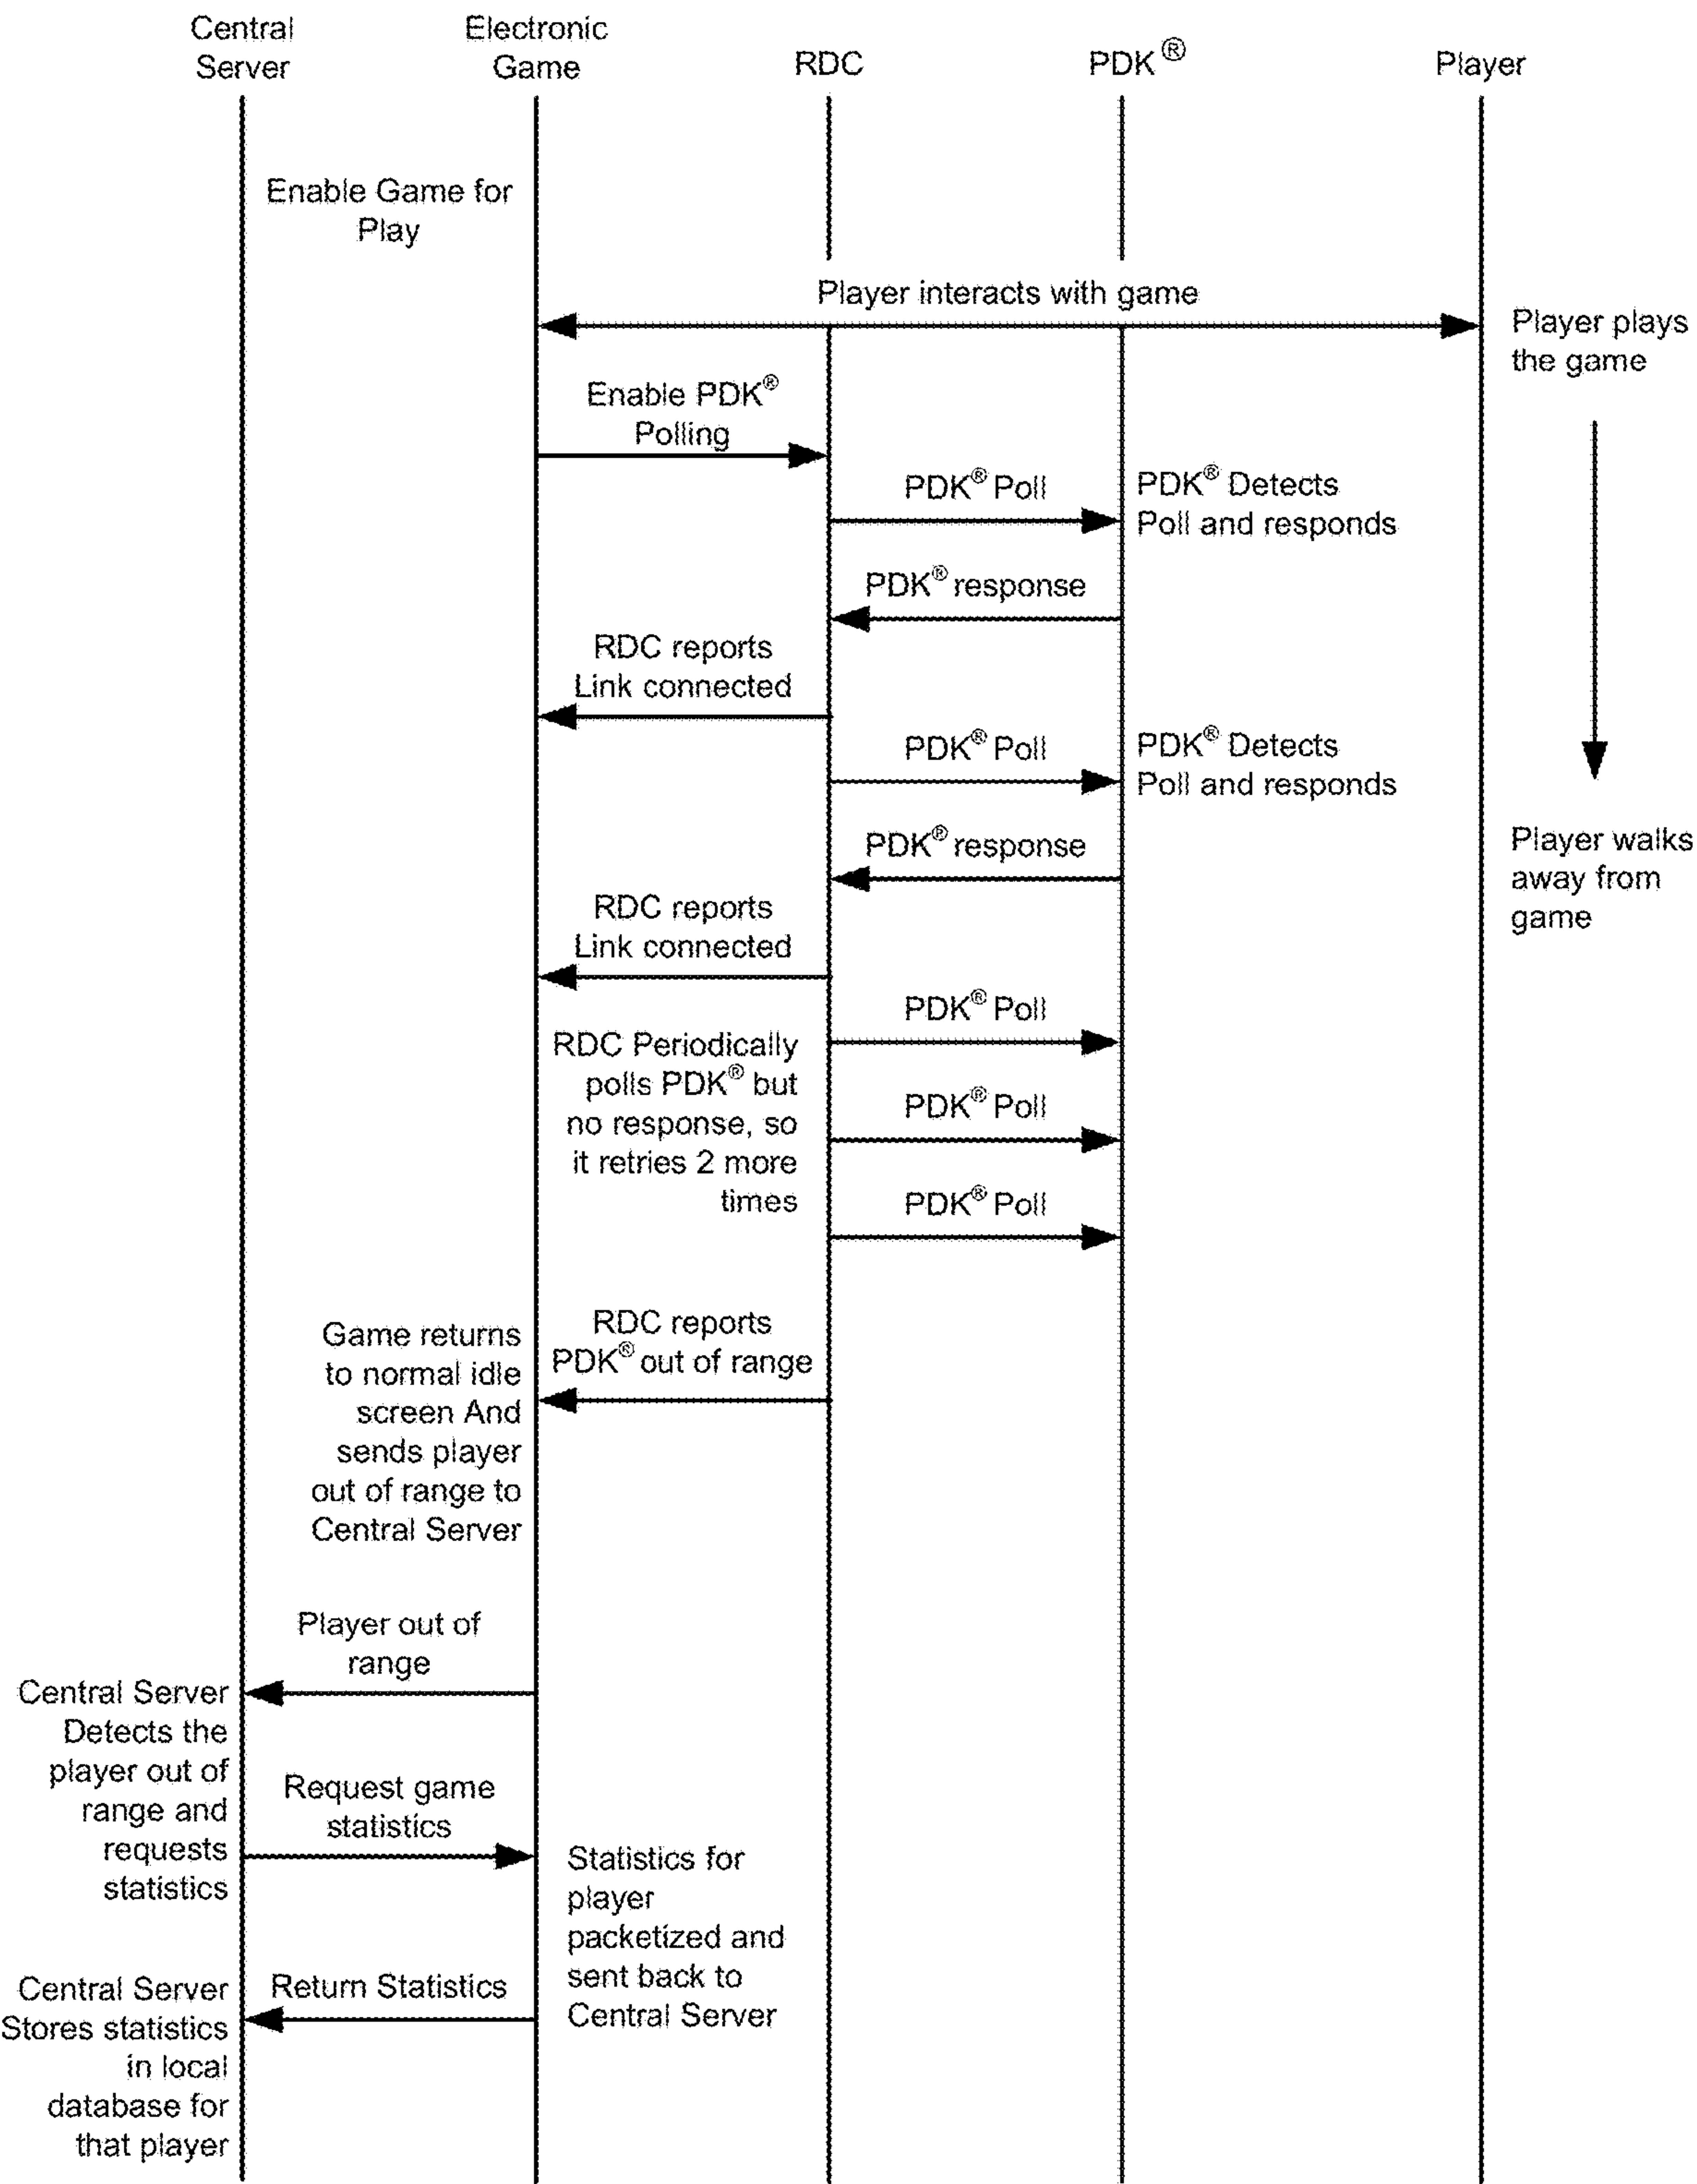 Central
Server
Electronic
Game
RDC
PDK®
Player
Enable Game for
Play
Player interacts with game
Player plays
the game
Enable PDK®
Polling
PDK® Poll
PDK® Detects
Poll and responds
PDK® response
RDC reports
Link connected
PDK® Poll
PDK® Detects
Poll and responds
PDK® response
Player walks
away from
game
RDC reports
Link connected
PDK® Poll
RDC Periodically
polls PDK® but
no response, so
it retries 2 more
times
PDK® Poll
PDK® Poll
RDC reports
PDK® out of range
Game returns
to normal idle
screen And
sends player
out of range to
Central Server
Player out of
range
Central Server
Detects the
player out of
range and
requests
statistics
Request game
statistics
Statistics for
player
packetized and
sent back to
Central Server
Return Statistics
Central Server
Stores statistics
in local
database for
that player